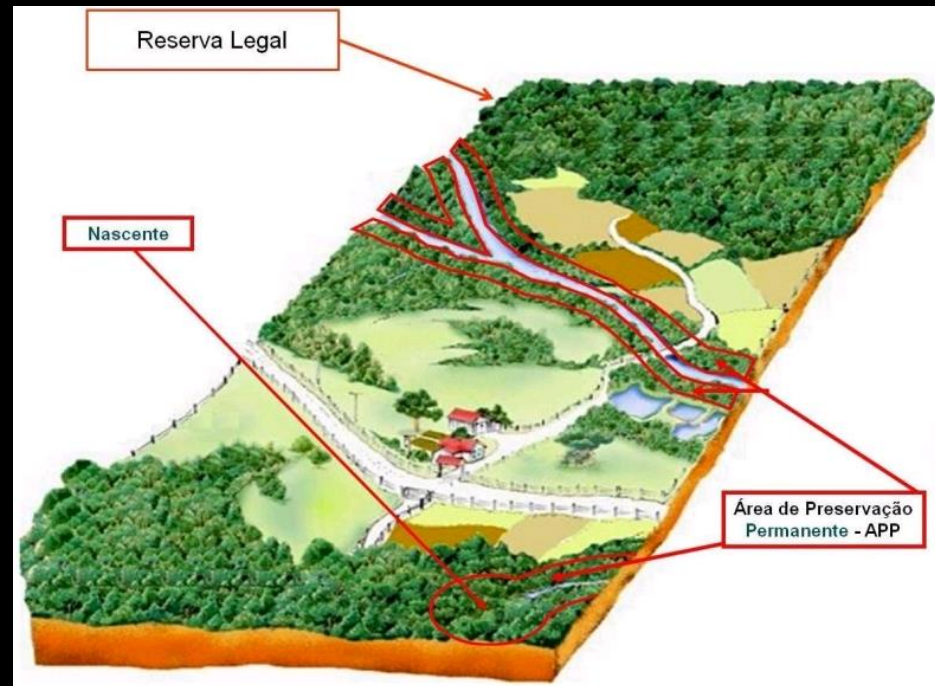 Reserva Legal
Nascente
Área de Preservação
Permanente - APP